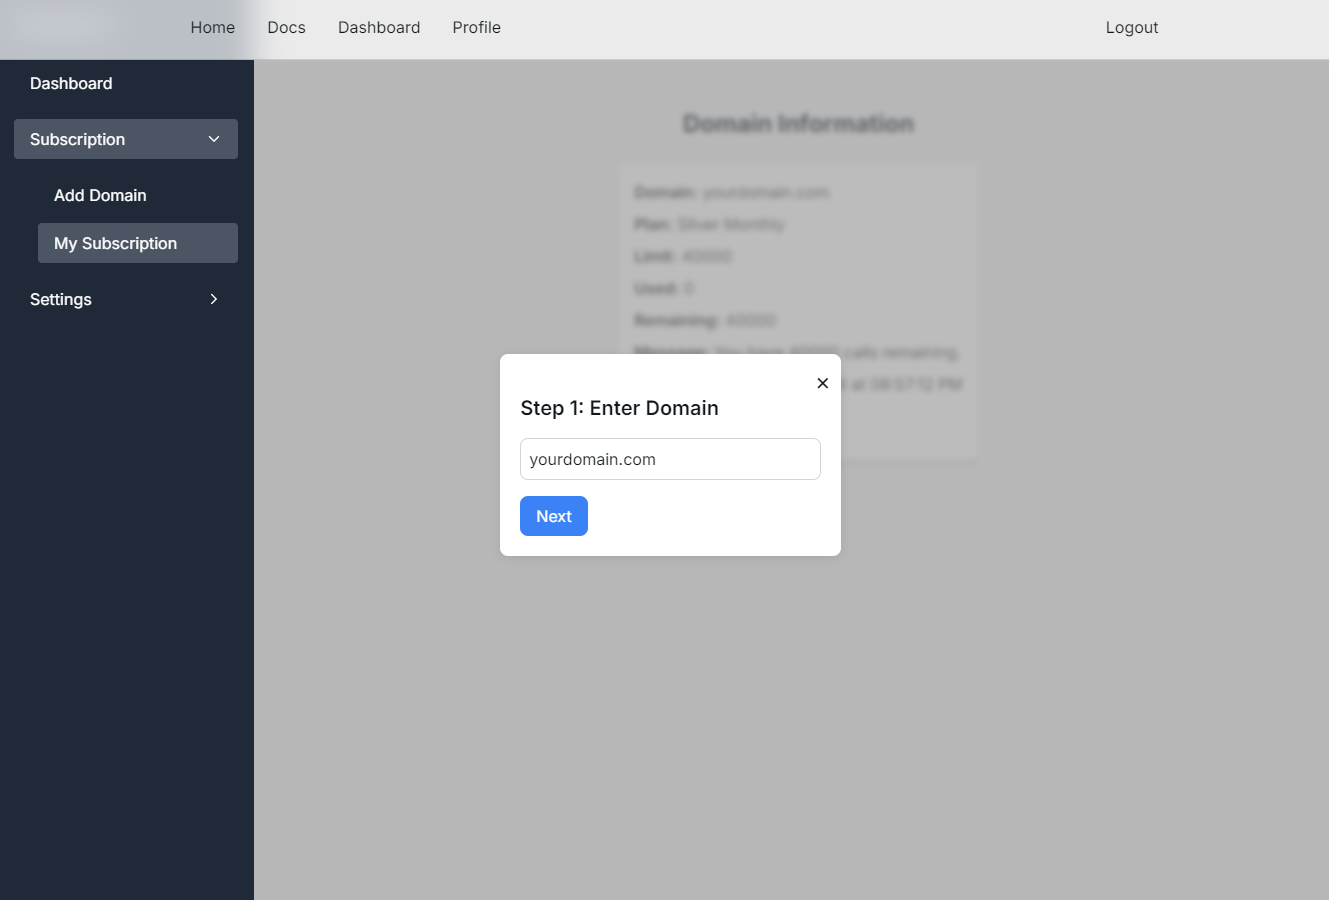 Home Docs Dashboard Profile Logout
Dashboard
Subscription
Add Domain
My Subscription
Settings
Domain Information
Domain: yourdomain.com
Plan: Silver Monthly
Limit: 40000
Used: 0
Remaining: 40000
Message: You have 40000 calls remaining.
at 08:57:12 PM
Step 1: Enter Domain
yourdomain.com
Next